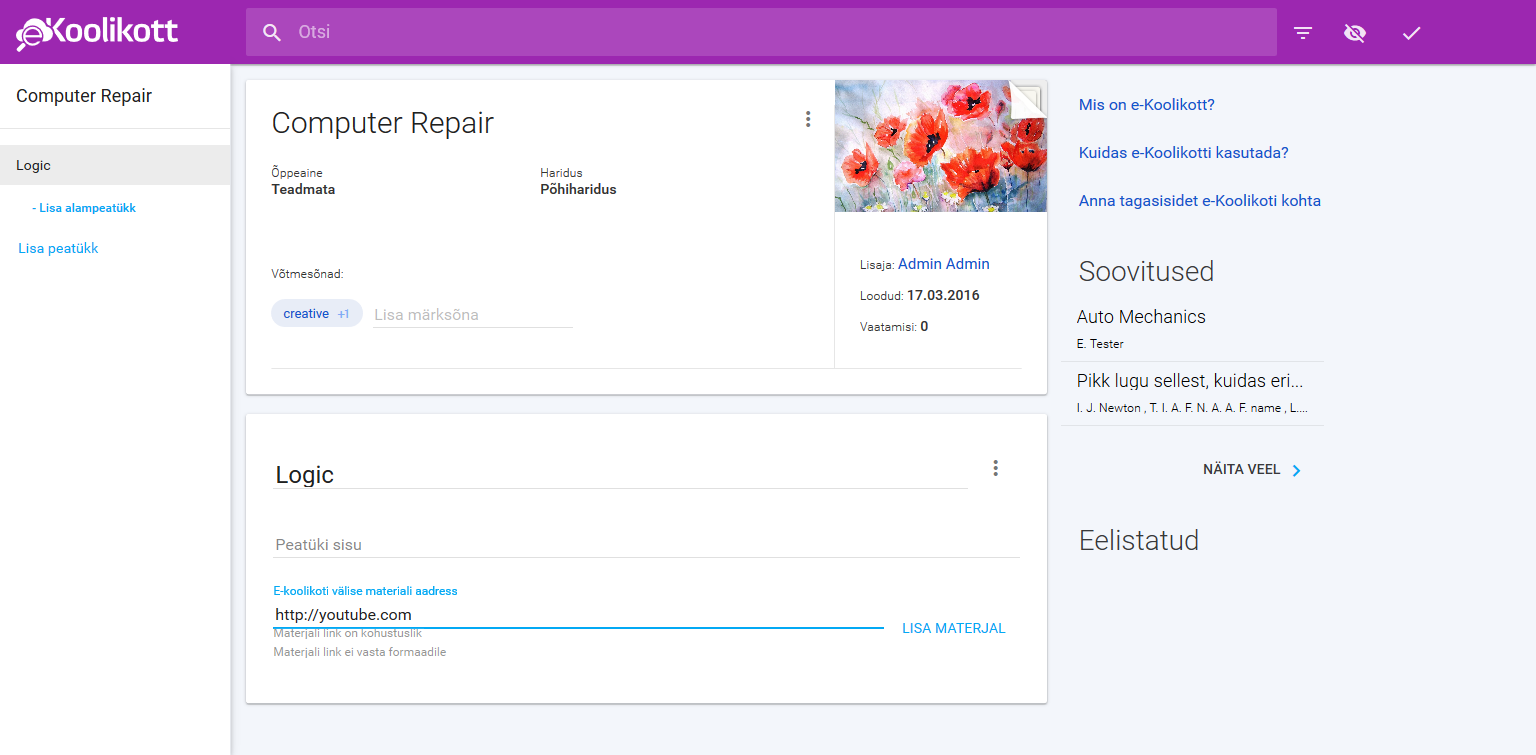 eKoolikott
Otsi
Computer Repair
Logic
- Lisa alampeatükk
Lisa peatükk
Computer Repair
Õppeaine
Teadmata
Haridus
Põhiharidus
Võtmesõnad:
creative +1
Lisa märksõna
Lisaja: Admin Admin
Loodud: 17.03.2016
Vaatamisi: 0
Logic
Peatüki sisu
E-koolikoti välise materiali aadress
http://youtube.com
LISA MATERJAL
Materjali link on kohustuslik
Materjali link ei vasta formaadile
Mis on e-Koolikott?
Kuidas e-Koolikotti kasutada?
Anna tagasisidet e-Koolikoti kohta
Soovitused
Auto Mechanics
E. Tester
Pikk lugu sellest, kuidas eri...
I. J. Newton , T. I. A. F. N. A. A. F. name , L....
NÄITA VEEL
Eelistatud